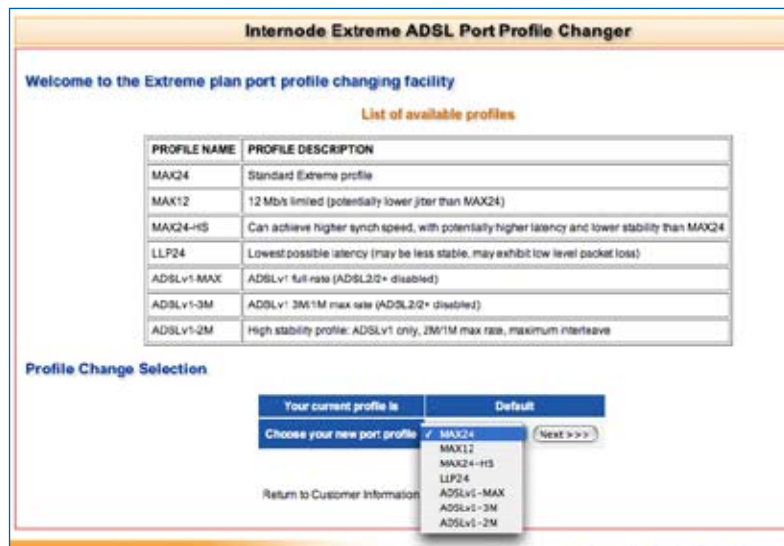 Internode Extreme ADSL Port Profile Changer
Welcome to the Extreme plan port profile changing facility
List of available profiles
PROFILE NAME PROFILE DESCRIPTION
MAX24 Standard Extreme profile
MAX12 12 Mb/s limited (potentially lower jitter than MAX24)
MAX24-HS Can achieve higher synch speed, with potentially higher latency and lower stability than MAX24
LLP24 Lowest possible latency (may be less stable, may exhibit low level packet loss)
ADSLv1-MAX ADSLv1 full-rate (ADSL2/2+ disabled)
ADSLv1-3M ADSLv1 3M/1M max rate (ADSL2/2+ disabled)
ADSLv1-2M High stability profile: ADSLv1 only, 2M/1M max rate, maximum interleave
Profile Change Selection
Your current profile is Default
Choose your new port profile ✓ MAX24 Next >>>
MAX12
MAX24-HS
LLP24
ADSLv1-MAX
ADSLv1-3M
ADSLv1-2M
Return to Customer Information